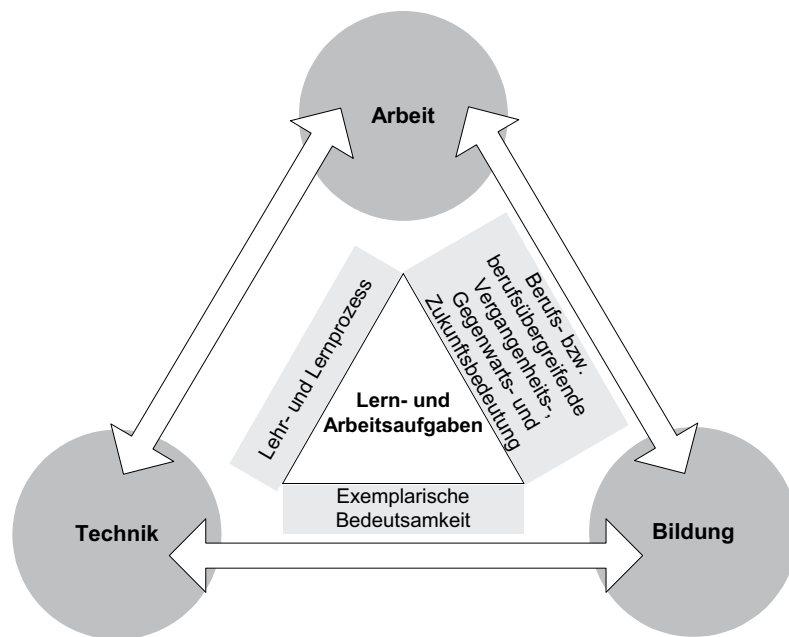 Arbeit
Lehr- und Lernprozess
Berufs- bzw.
berufsübergreifende
Vergangenheits-,
Gegenwarts- und
Zukunftsbedeutung
Lern- und
Arbeitsaufgaben
Exemplarische
Bedeutsamkeit
Technik
Bildung